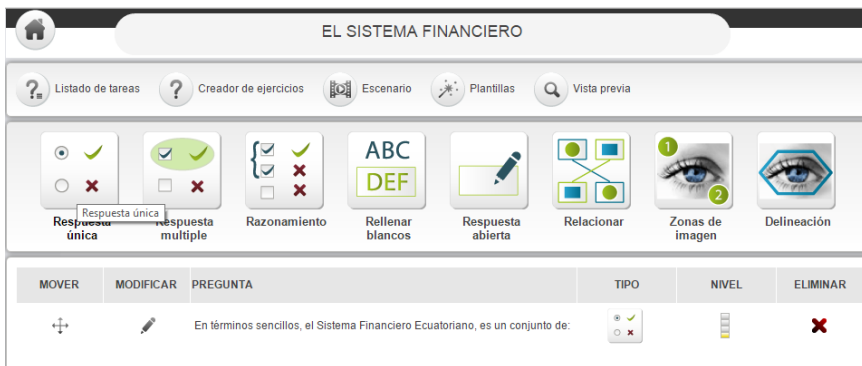 EL SISTEMA FINANCIERO
?≡ Listado de tareas ? Creador de ejercicios Escenario Plantillas Vista previa
ABC
DEF
1
2
Respuesta única
Respuesta única
Respuesta multiple
Razonamiento
Rellenar blancos
Respuesta abierta
Relacionar
Zonas de imagen
Delineación
MOVER MODIFICAR PREGUNTA TIPO NIVEL ELIMINAR
En términos sencillos, el Sistema Financiero Ecuatoriano, es un conjunto de: